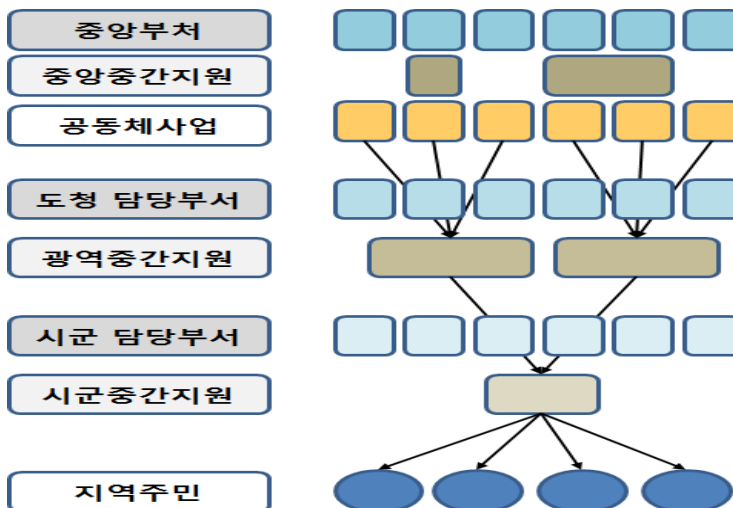 중앙부처
중앙중간지원
공동체사업
도청 담당부서
광역중간지원
시군 담당부서
시군중간지원
지역주민